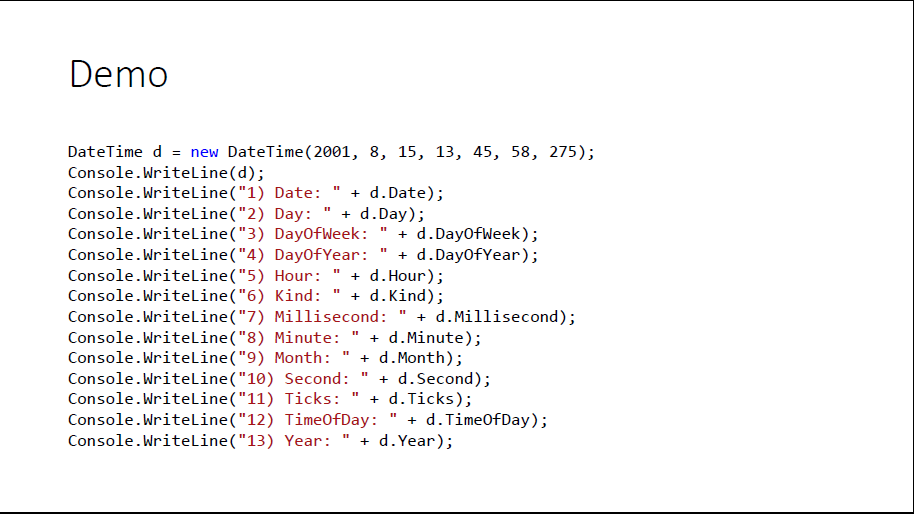 Demo
DateTime d = new DateTime(2001, 8, 15, 13, 45, 58, 275);
Console.WriteLine(d);
Console.WriteLine("1) Date: " + d.Date);
Console.WriteLine("2) Day: " + d.Day);
Console.WriteLine("3) DayOfWeek: " + d.DayOfWeek);
Console.WriteLine("4) DayOfYear: " + d.DayOfYear);
Console.WriteLine("5) Hour: " + d.Hour);
Console.WriteLine("6) Kind: " + d.Kind);
Console.WriteLine("7) Millisecond: " + d.Millisecond);
Console.WriteLine("8) Minute: " + d.Minute);
Console.WriteLine("9) Month: " + d.Month);
Console.WriteLine("10) Second: " + d.Second);
Console.WriteLine("11) Ticks: " + d.Ticks);
Console.WriteLine("12) TimeOfDay: " + d.TimeOfDay);
Console.WriteLine("13) Year: " + d.Year);